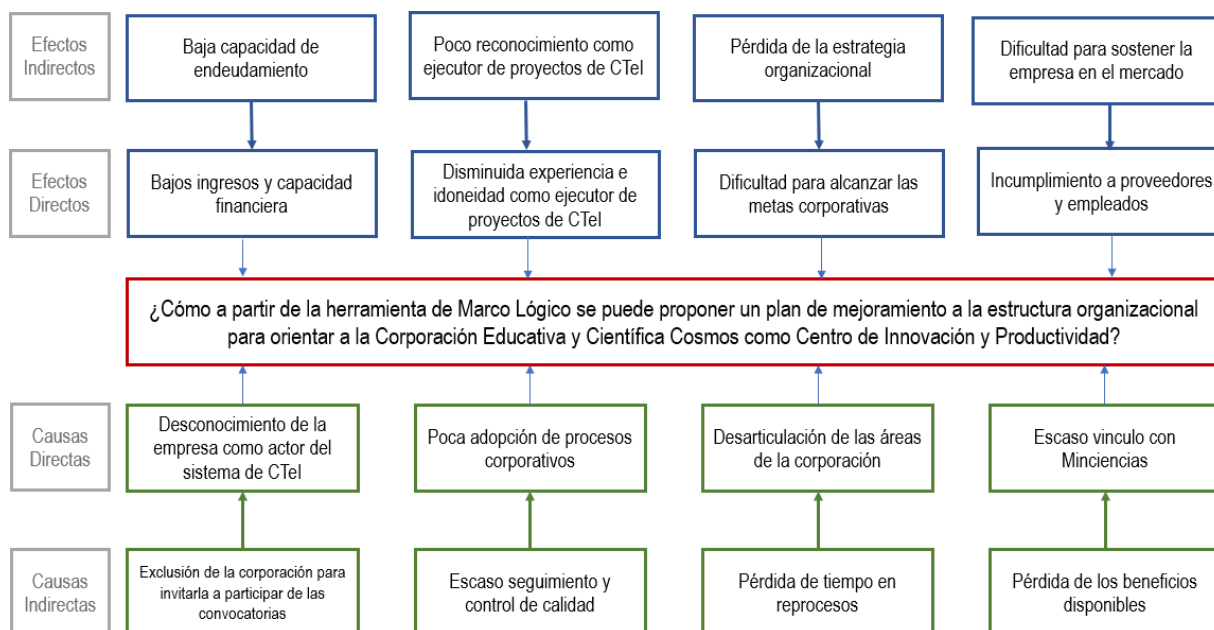 Efectos
Indirectos
Baja capacidad de
endeudamiento
Poco reconocimiento como
ejecutor de proyectos de CTeI
Pérdida de la estrategia
organizacional
Dificultad para sostener la
empresa en el mercado
Efectos
Directos
Bajos ingresos y capacidad
financiera
Disminuida experiencia e
idoneidad como ejecutor de
proyectos de CTeI
Dificultad para alcanzar las
metas corporativas
Incumplimiento a proveedores
y empleados
¿Cómo a partir de la herramienta de Marco Lógico se puede proponer un plan de mejoramiento a la estructura organizacional
para orientar a la Corporación Educativa y Científica Cosmos como Centro de Innovación y Productividad?
Causas
Directas
Desconocimiento de la
empresa como actor del
sistema de CTeI
Poca adopción de procesos
corporativos
Desarticulación de las áreas
de la corporación
Escaso vinculo con
Minciencias
Causas
Indirectas
Exclusión de la corporación para
invitarla a participar de las
convocatorias
Escaso seguimiento y
control de calidad
Pérdida de tiempo en
reprocesos
Pérdida de los beneficios
disponibles